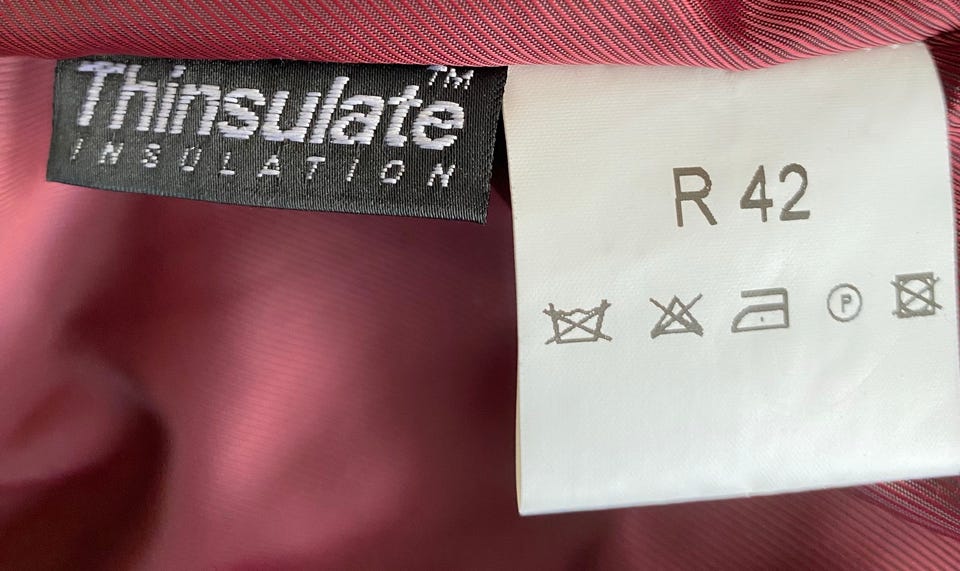 Thinsulate™
INSULATION
R 42
P